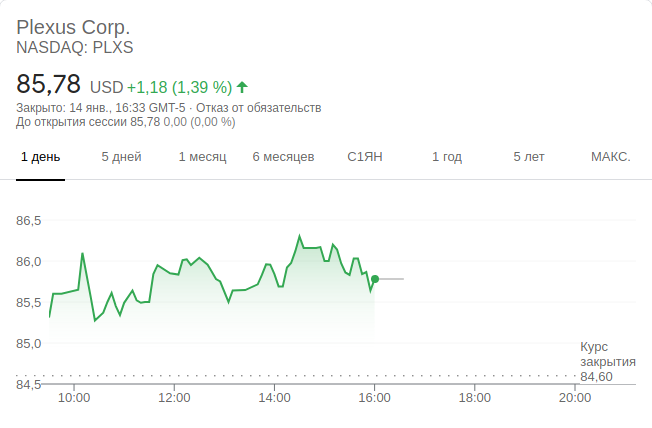 Plexus Corp.
NASDAQ: PLXS
85,78 USD +1,18 (1,39 %)
Закрыто: 14 янв., 16:33 GMT-5 · Отказ от обязательств
До открытия сессии 85,78 0,00 (0,00 %)
1 день 5 дней 1 месяц 6 месяцев С1ЯН 1 год 5 лет МАКС.
86,5
86,0
85,5
85,0
Курс
закрытия
84,60
84,5
10:00 12:00 14:00 16:00 18:00 20:00